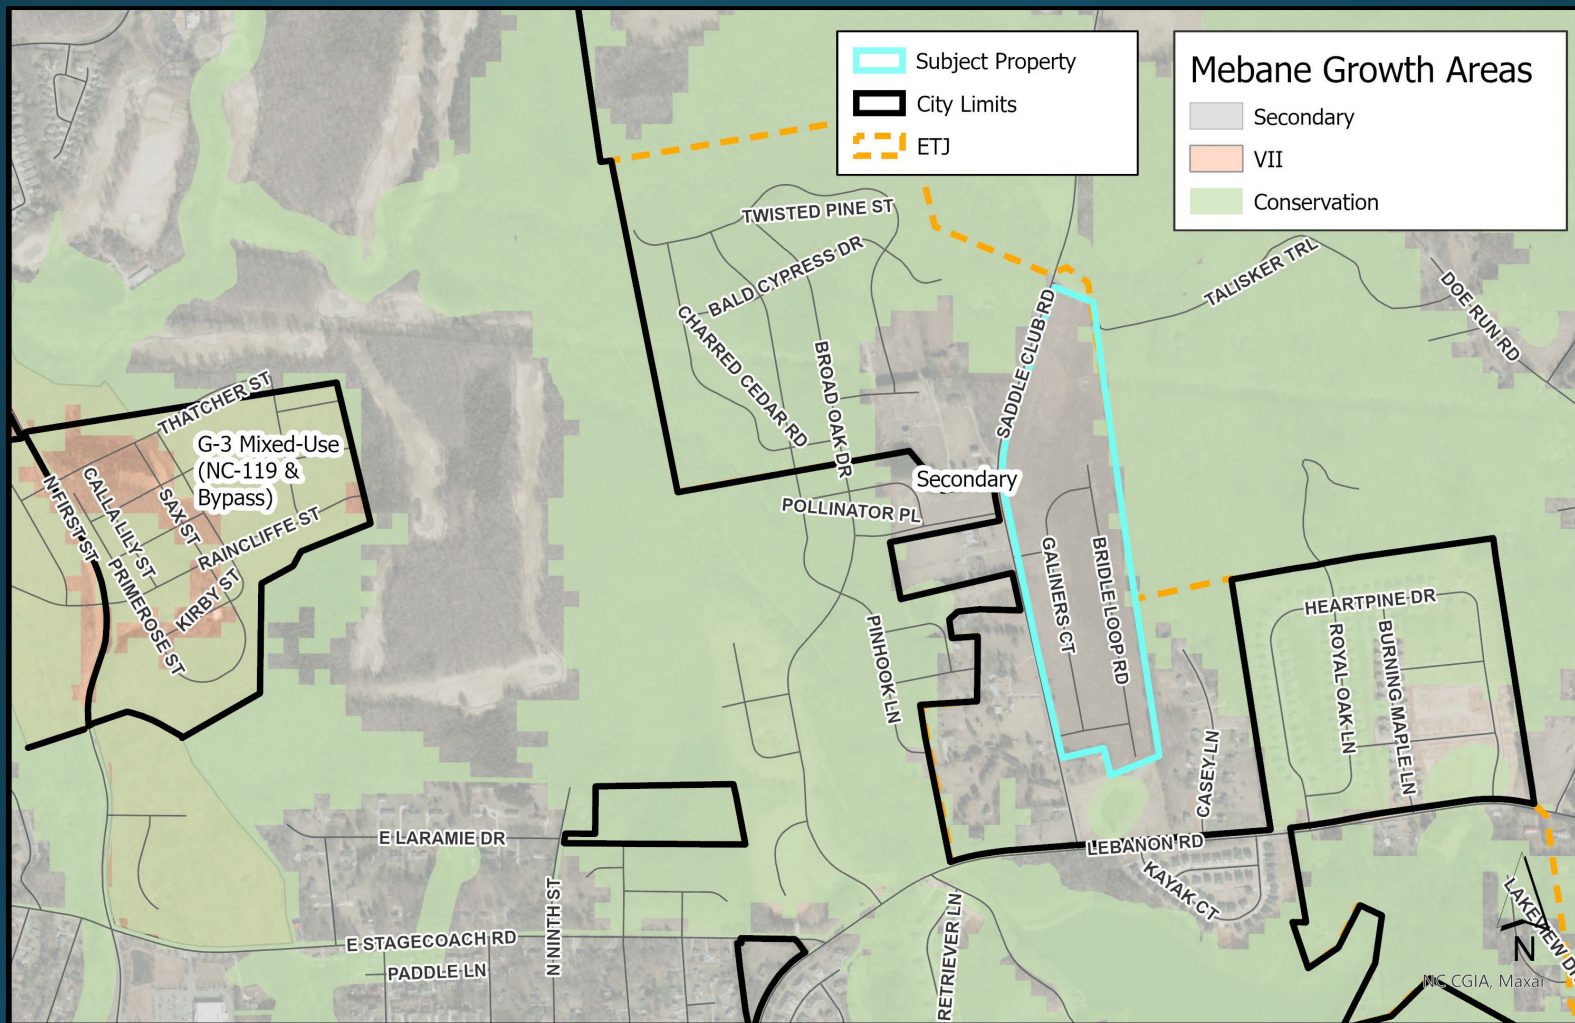 Subject Property
City Limits
ETJ
Mebane Growth Areas
Secondary
VII
Conservation
TWISTED PINE ST
BALD CYPRESS DR
CHARRED CEDAR RD
BROAD OAK DR
SADDLE CLUB RD
TALISKER TRL
DOE RUN RD
THATCHER ST
G-3 Mixed-Use
(NC-119 &
Bypass)
N FIRST ST
CALLA LILY ST
SAX ST
RAINCLIFFE ST
PRIMEROSE ST
KIRBY ST
Secondary
POLLINATOR PL
GALINERS CT
BRIDLE LOOP RD
PINHOOK LN
HEARTPINE DR
ROYAL OAK LN
BURNING MAPLE LN
CASEY LN
E LARAMIE DR
LEBANON RD
KAYAK CT
N NINTH ST
RETRIEVER LN
E STAGECOACH RD
PADDLE LN
LAKEVIEW DR
N
NC CGIA, Maxar